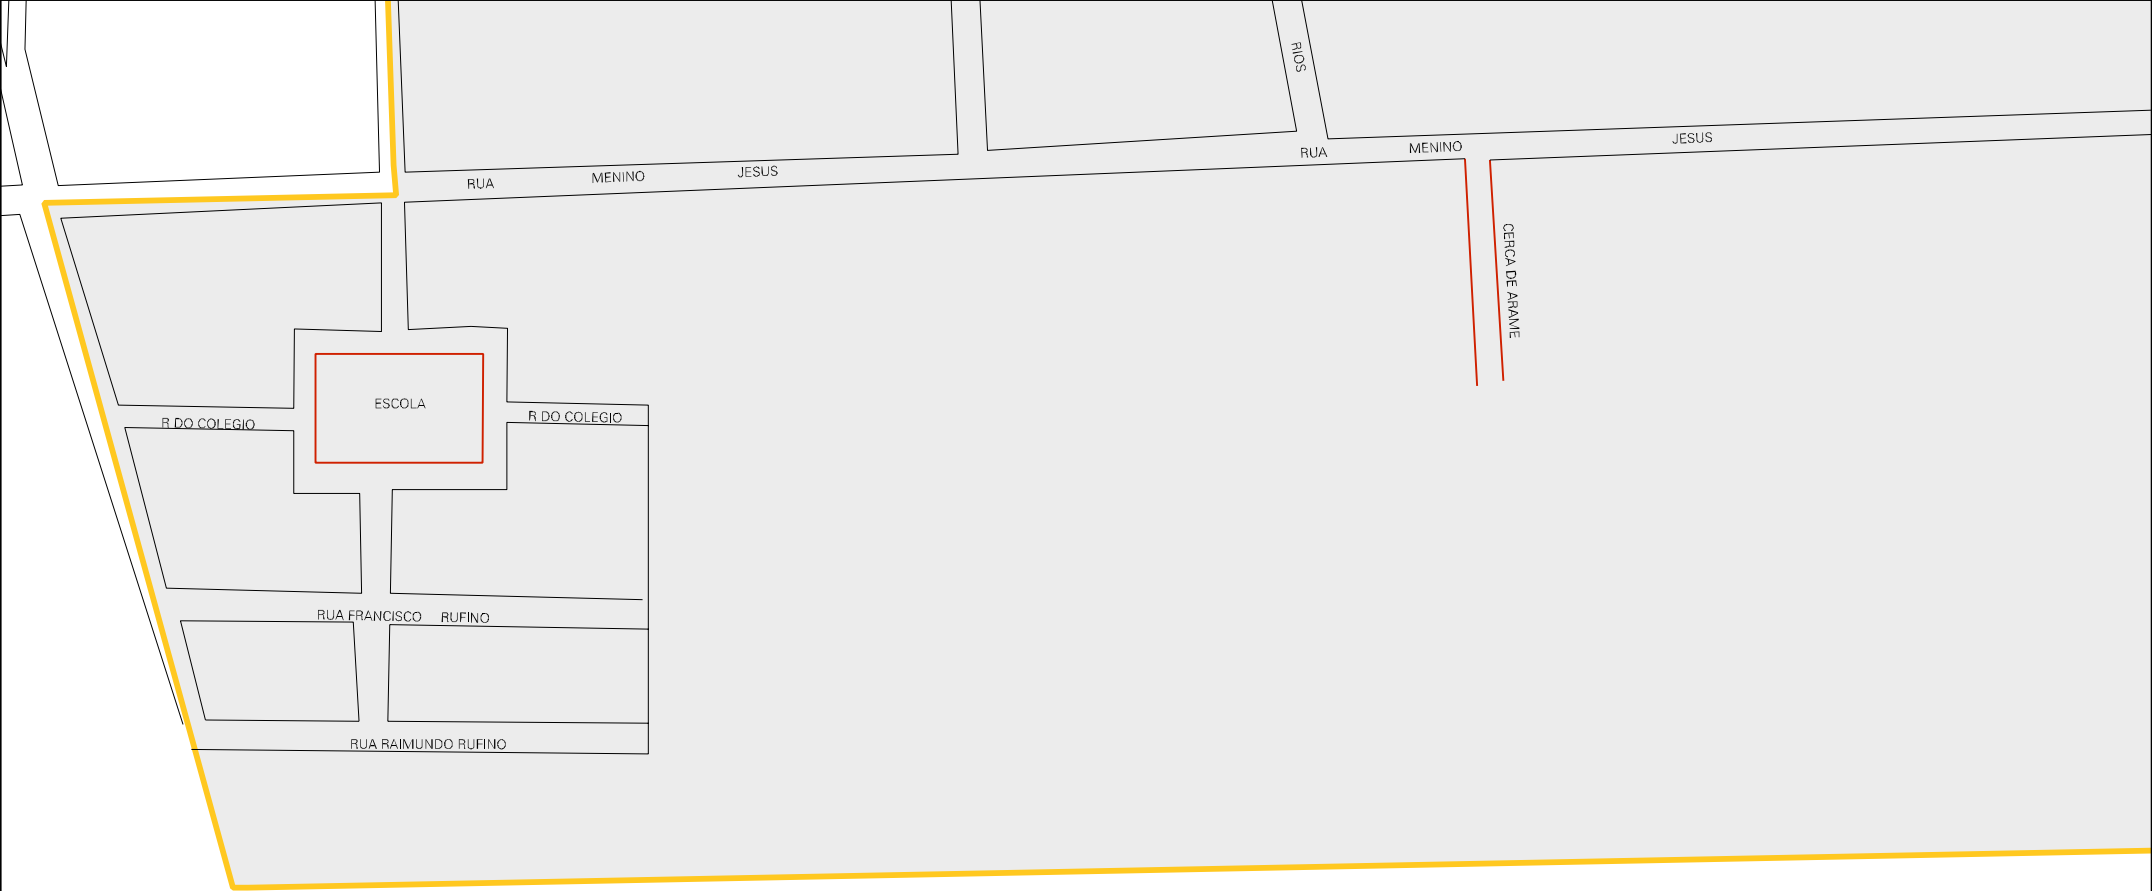 RIOS
RUA MENINO JESUS
RUA MENINO JESUS
CERCA DE ARAME
ESCOLA
R DO COLEGIO
R DO COLEGIO
RUA FRANCISCO RUFINO
RUA RAIMUNDO RUFINO